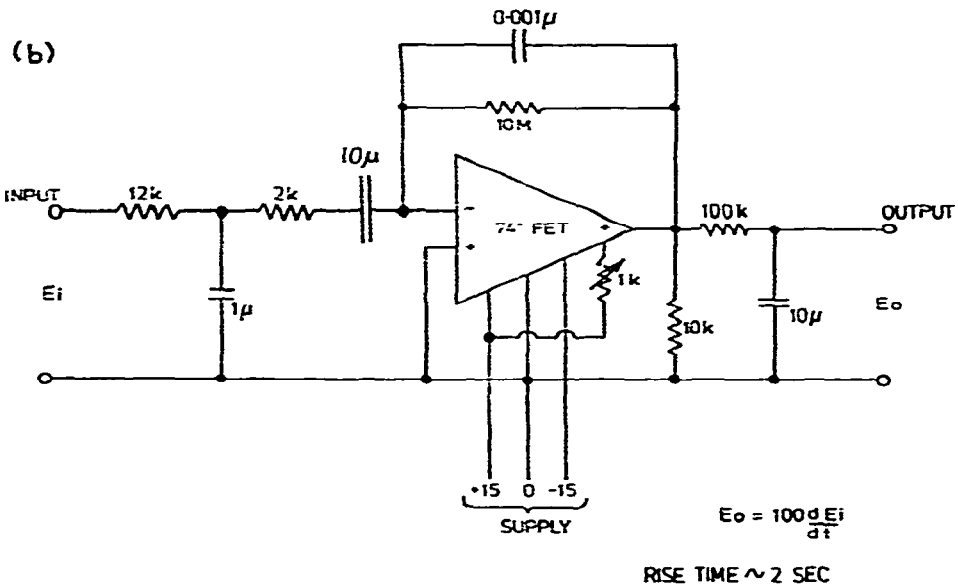 (b)
0·001μ
10M
10μ
INPUT
12k
2k
-
+
FET
+
1k
100k
OUTPUT
Ei
1μ
10k
10μ
Eo
+15 0 -15
SUPPLY
Eo = 100 dEi
dt
RISE TIME ~ 2 SEC